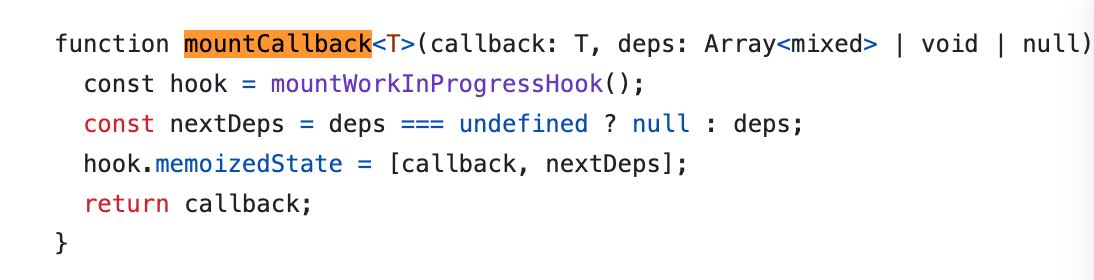 function mountCallback<T>(callback: T, deps: Array<mixed> | void | null)
const hook = mountWorkInProgressHook();
const nextDeps = deps === undefined ? null : deps;
hook.memoizedState = [callback, nextDeps];
return callback;
}